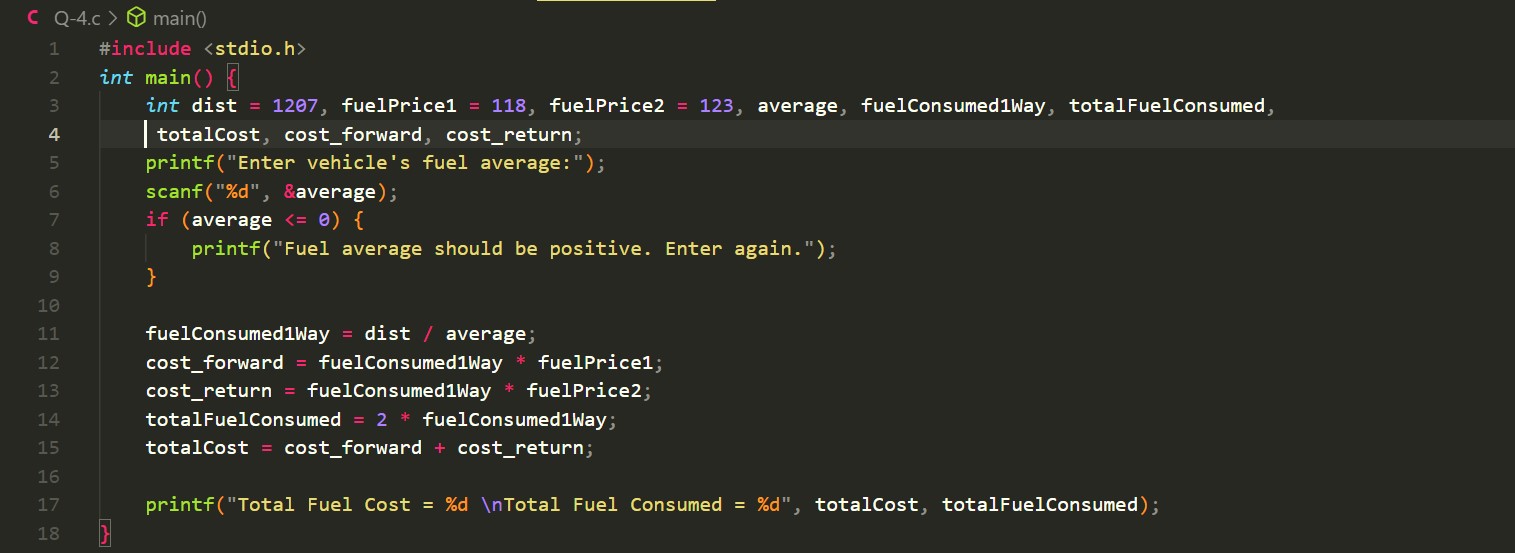 C Q-4.c > main()
1 #include <stdio.h>
2 int main() {
3     int dist = 1207, fuelPrice1 = 118, fuelPrice2 = 123, average, fuelConsumed1Way, totalFuelConsumed,
4      totalCost, cost_forward, cost_return;
5     printf("Enter vehicle's fuel average:");
6     scanf("%d", &average);
7     if (average <= 0) {
8         printf("Fuel average should be positive. Enter again.");
9     }
10
11     fuelConsumed1Way = dist / average;
12     cost_forward = fuelConsumed1Way * fuelPrice1;
13     cost_return = fuelConsumed1Way * fuelPrice2;
14     totalFuelConsumed = 2 * fuelConsumed1Way;
15     totalCost = cost_forward + cost_return;
16
17     printf("Total Fuel Cost = %d \nTotal Fuel Consumed = %d", totalCost, totalFuelConsumed);
18 }